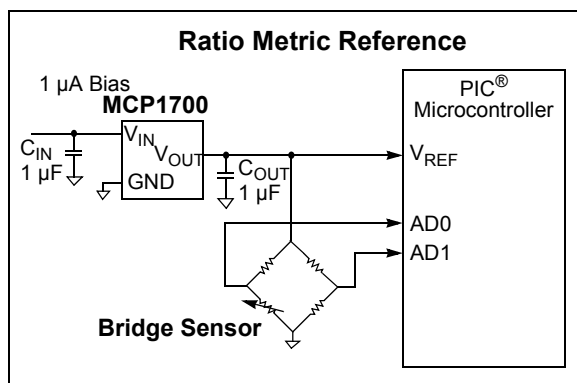 Ratio Metric Reference
1 µA Bias
MCP1700
PIC®
Microcontroller
VIN
VOUT
GND
CIN
1 µF
COUT
1 µF
VREF
AD0
AD1
Bridge Sensor